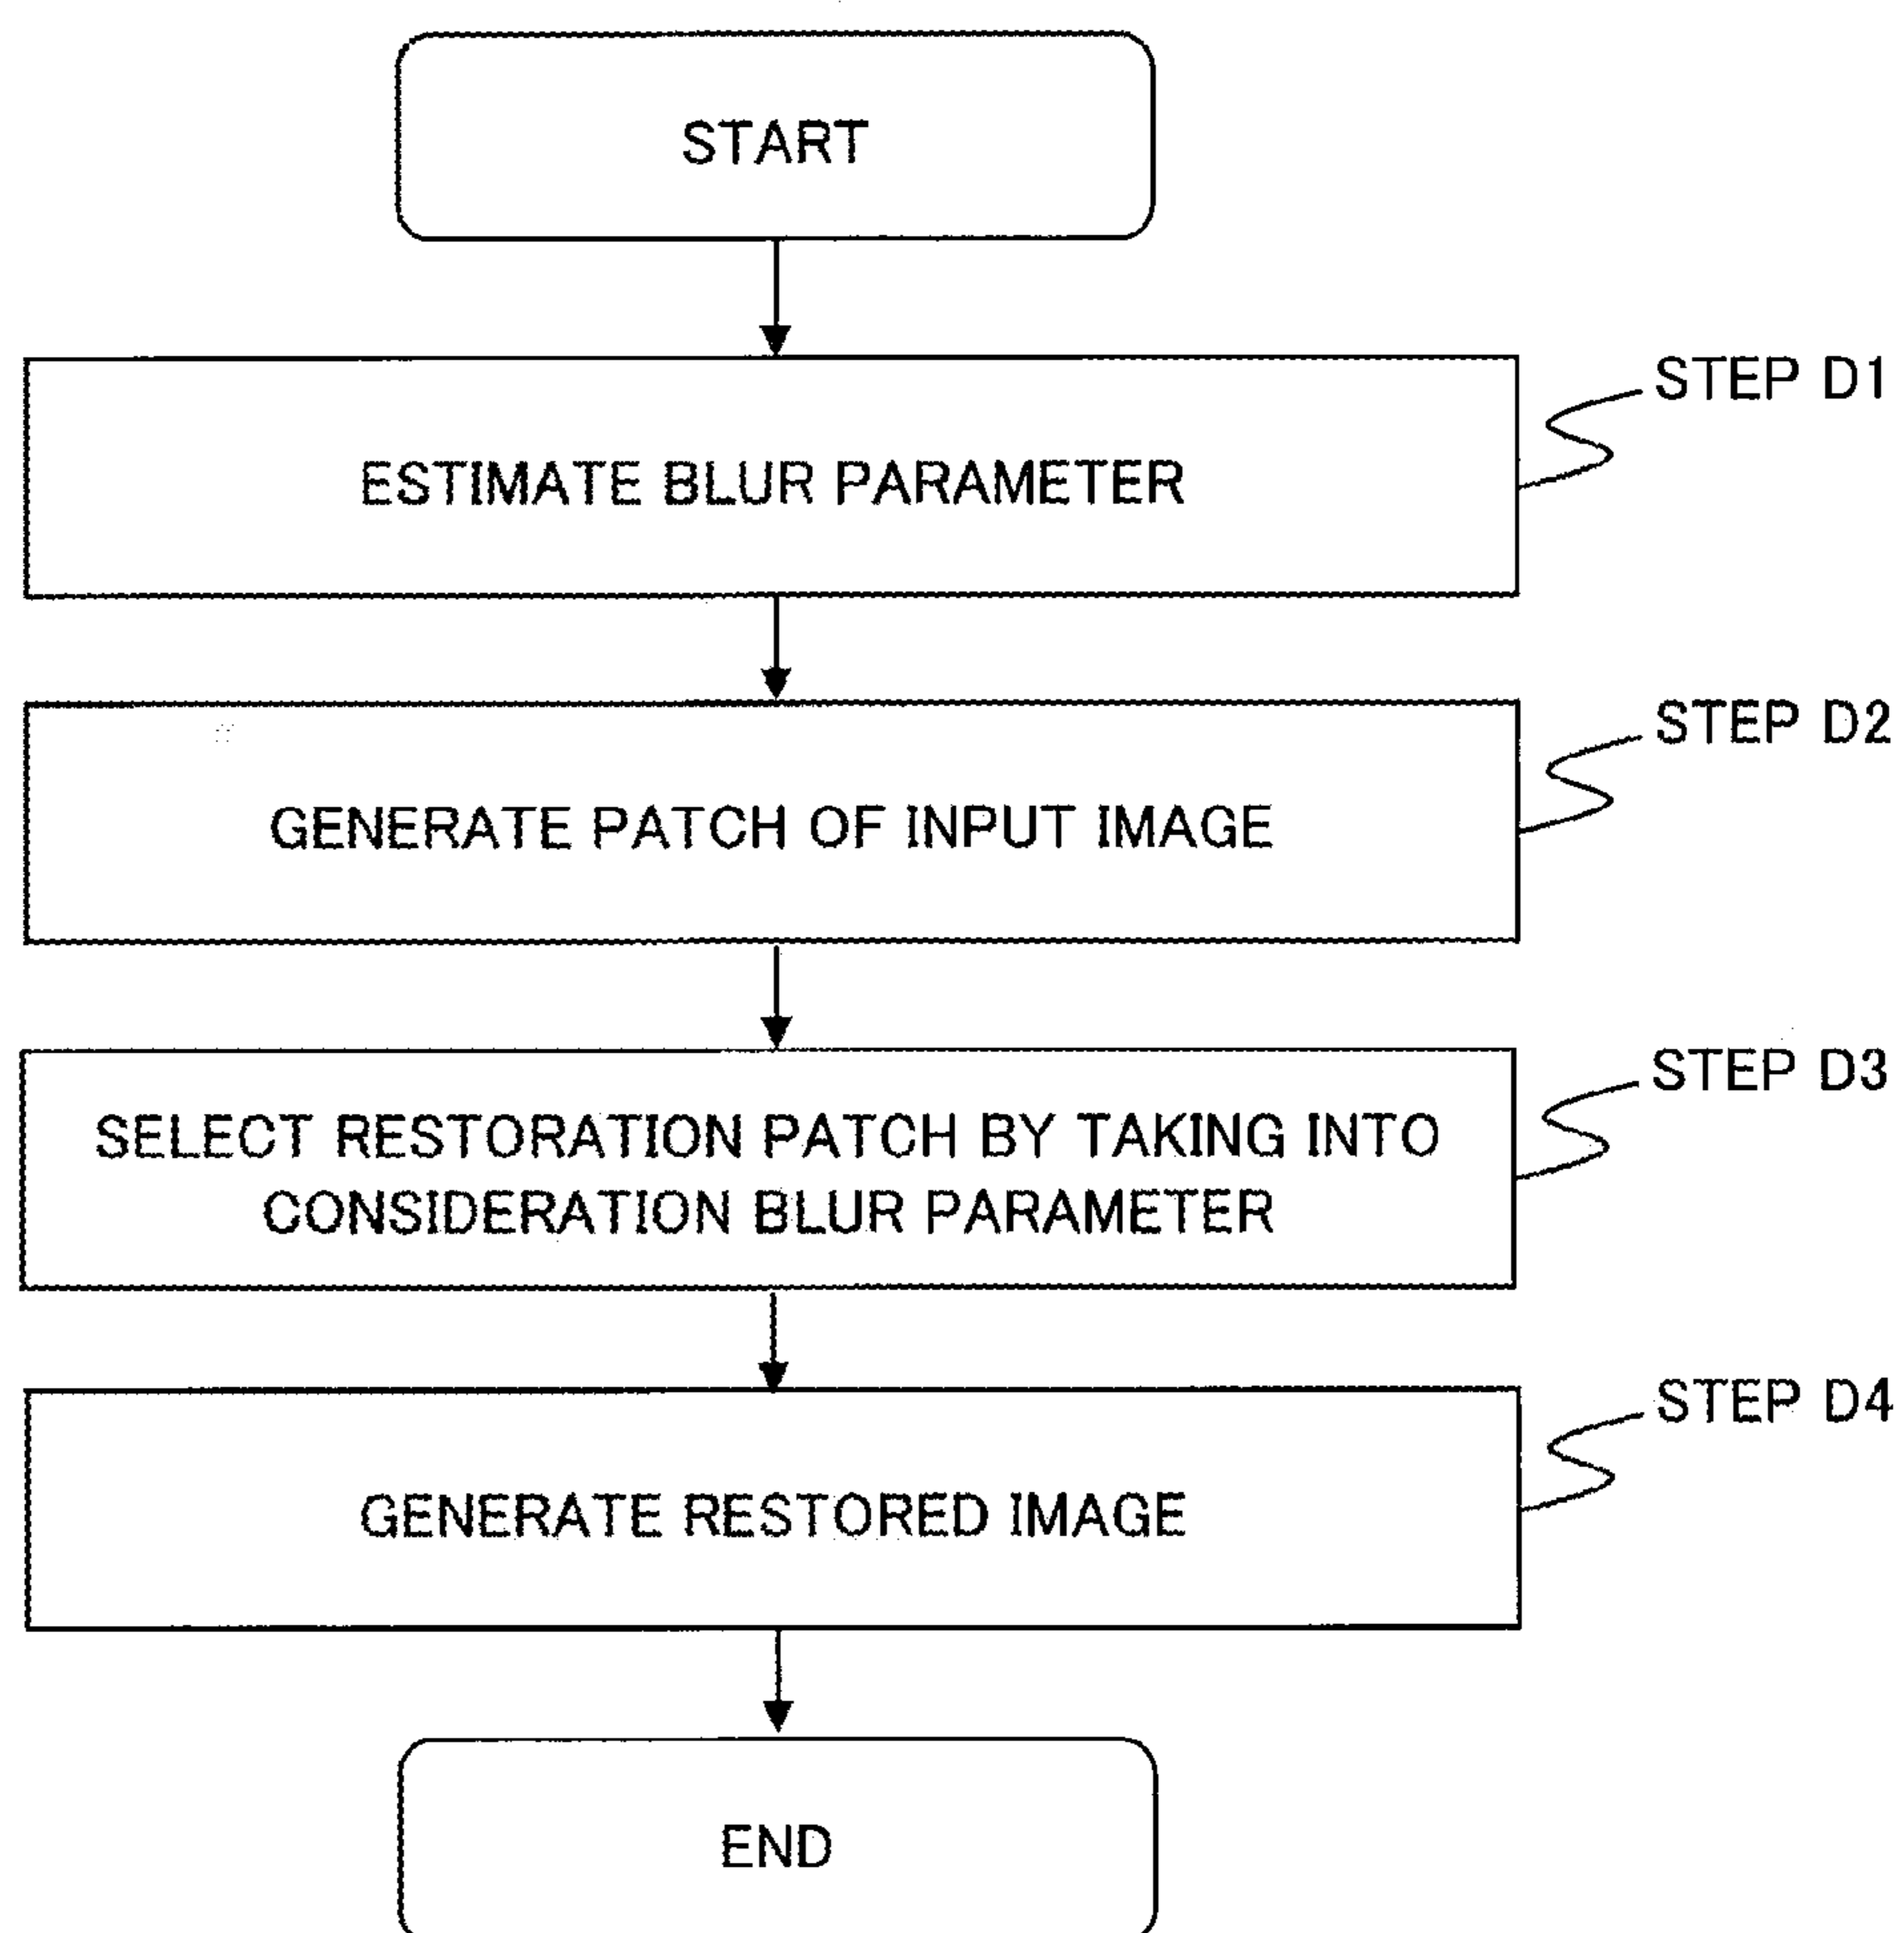 START
STEP D1
ESTIMATE BLUR PARAMETER
STEP D2
GENERATE PATCH OF INPUT IMAGE
STEP D3
SELECT RESTORATION PATCH BY TAKING INTO
CONSIDERATION BLUR PARAMETER
STEP D4
GENERATE RESTORED IMAGE
END